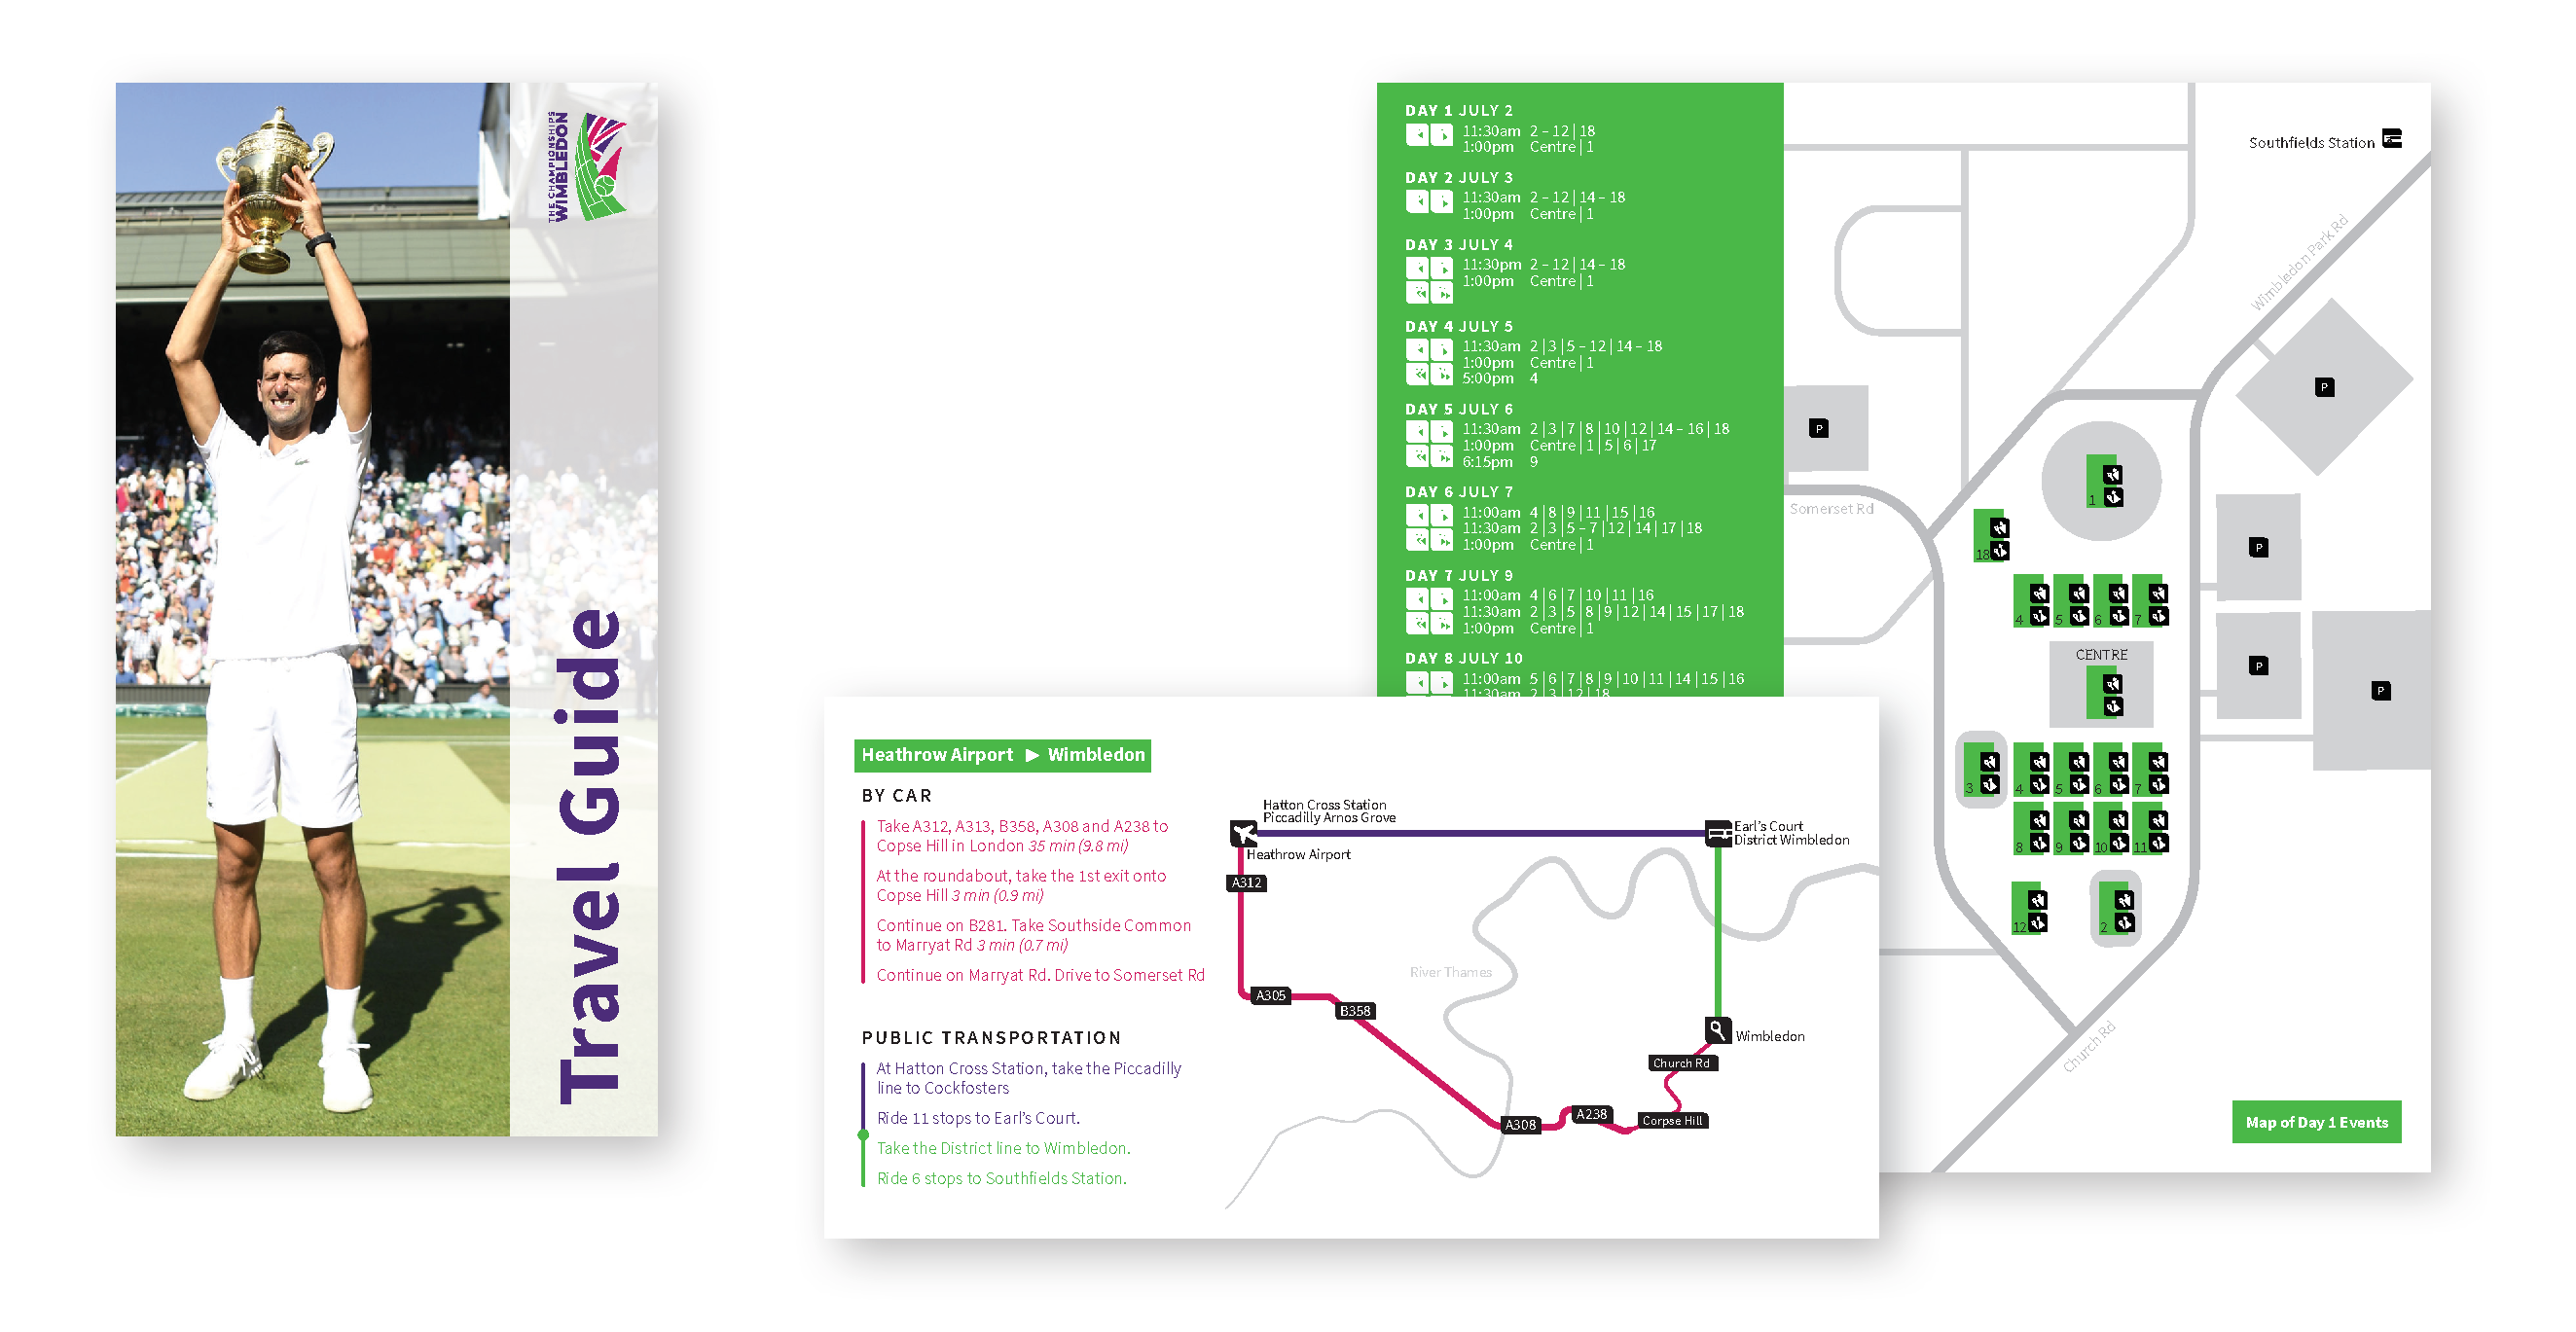 THE CHAMPIONSHIPS
WIMBLEDON
Travel Guide
DAY 1 JULY 2
11:30am 2 – 12 | 18
1:00pm Centre | 1
DAY 2 JULY 3
11:30am 2 – 12 | 14 – 18
1:00pm Centre | 1
DAY 3 JULY 4
11:30pm 2 – 12 | 14 – 18
1:00pm Centre | 1
DAY 4 JULY 5
11:30am 2 | 3 | 5 – 12 | 14 – 18
1:00pm Centre | 1
5:00pm 4
DAY 5 JULY 6
11:30am 2 | 3 | 7 | 8 | 10 | 12 | 14 – 16 | 18
1:00pm Centre | 1 | 5 | 6 | 17
6:15pm 9
DAY 6 JULY 7
11:00am 4 | 8 | 9 | 11 | 15 | 16
11:30am 2 | 3 | 5 – 7 | 12 | 14 | 17 | 18
1:00pm Centre | 1
DAY 7 JULY 9
11:00am 4 | 6 | 7 | 10 | 11 | 16
11:30am 2 | 3 | 5 | 8 | 9 | 12 | 14 | 15 | 17 | 18
1:00pm Centre | 1
DAY 8 JULY 10
11:00am 5 | 6 | 7 | 8 | 9 | 10 | 11 | 14 | 15 | 16
11:30am 2 | 3 | 12 | 18
Southfields Station
Wimbledon Park Rd
P
P
Somerset Rd
1
P
18
4 5 6 7
CENTRE
P
P
3 4 5 6 7
8 9 10 11
12 2
Church Rd
Map of Day 1 Events
Heathrow Airport ▶ Wimbledon
BY CAR
Take A312, A313, B358, A308 and A238 to
Copse Hill in London 35 min (9.8 mi)
At the roundabout, take the 1st exit onto
Copse Hill 3 min (0.9 mi)
Continue on B281. Take Southside Common
to Marryat Rd 3 min (0.7 mi)
Continue on Marryat Rd. Drive to Somerset Rd
PUBLIC TRANSPORTATION
At Hatton Cross Station, take the Piccadilly
line to Cockfosters
Ride 11 stops to Earl's Court.
Take the District line to Wimbledon.
Ride 6 stops to Southfields Station.
Hatton Cross Station
Piccadilly Arnos Grove
Heathrow Airport
Earl's Court
District Wimbledon
A312
River Thames
A305
B358
Wimbledon
Church Rd
A308
A238
Corpse Hill